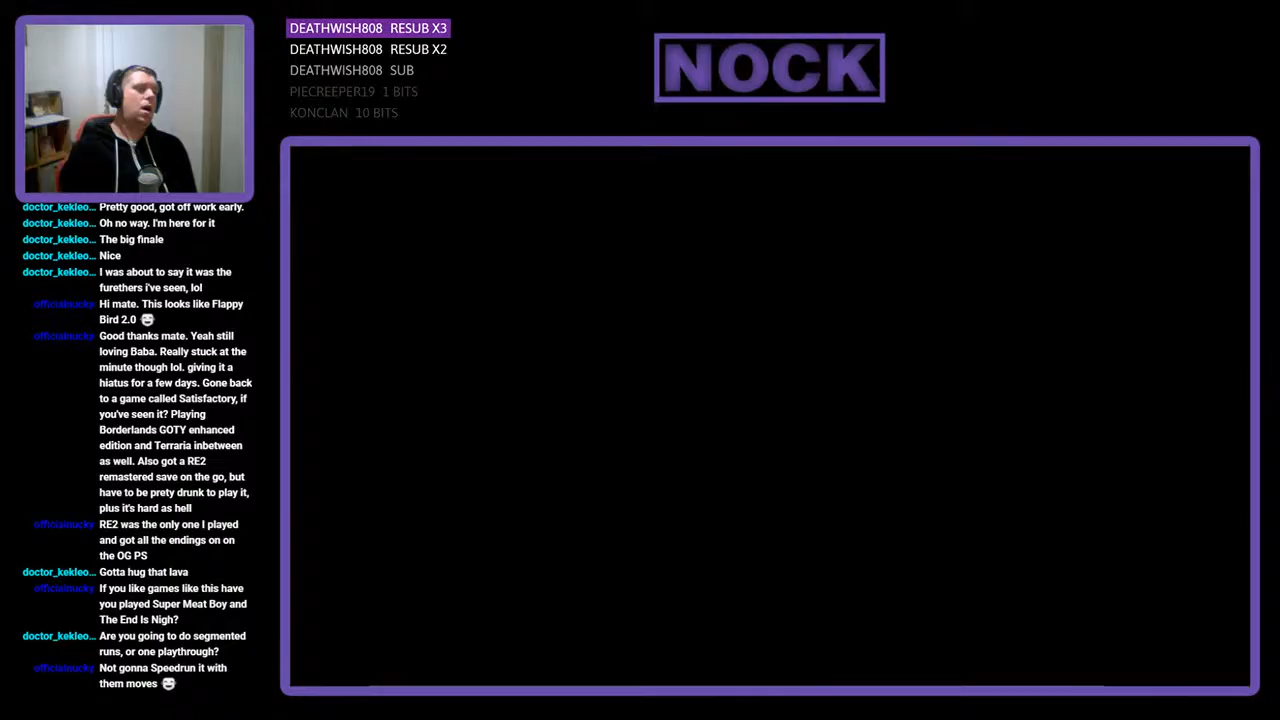 DEATHWISH808 RESUB X3
DEATHWISH808 RESUB X2
DEATHWISH808 SUB
PIECREEPER19 1 BITS
KONCLAN 10 BITS
NOCK
doctor_kekleo... Pretty good, got off work early.
doctor_kekleo... Oh no way. I'm here for it
doctor_kekleo... The big finale
doctor_kekleo... Nice
doctor_kekleo... I was about to say it was the
furethers i've seen, lol
officialnucky Hi mate. This looks like Flappy
Bird 2.0
officialnucky Good thanks mate. Yeah still
loving Baba. Really stuck at the
minute though lol. giving it a
hiatus for a few days. Gone back
to a game called Satisfactory, if
you've seen it? Playing
Borderlands GOTY enhanced
edition and Terraria inbetween
as well. Also got a RE2
remastered save on the go, but
have to be prety drunk to play it,
plus it's hard as hell
officialnucky RE2 was the only one I played
and got all the endings on on
the OG PS
doctor_kekleo... Gotta hug that lava
officialnucky If you like games like this have
you played Super Meat Boy and
The End Is Nigh?
doctor_kekleo... Are you going to do segmented
runs, or one playthrough?
officialnucky Not gonna Speedrun it with
them moves